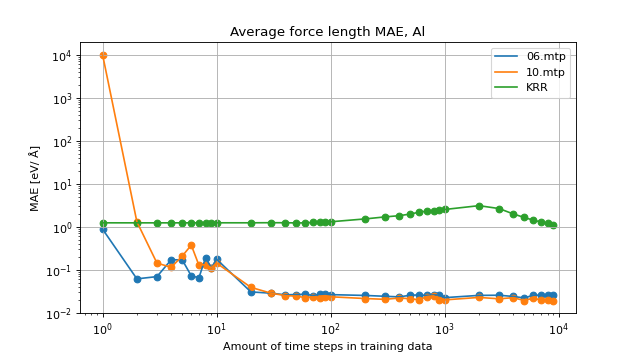 Average force length MAE, Al
06.mtp
10.mtp
KRR
MAE [eV/ Å]
10⁴
10³
10²
10¹
10⁰
10⁻¹
10⁻²
10⁰ 10¹ 10² 10³ 10⁴
Amount of time steps in training data